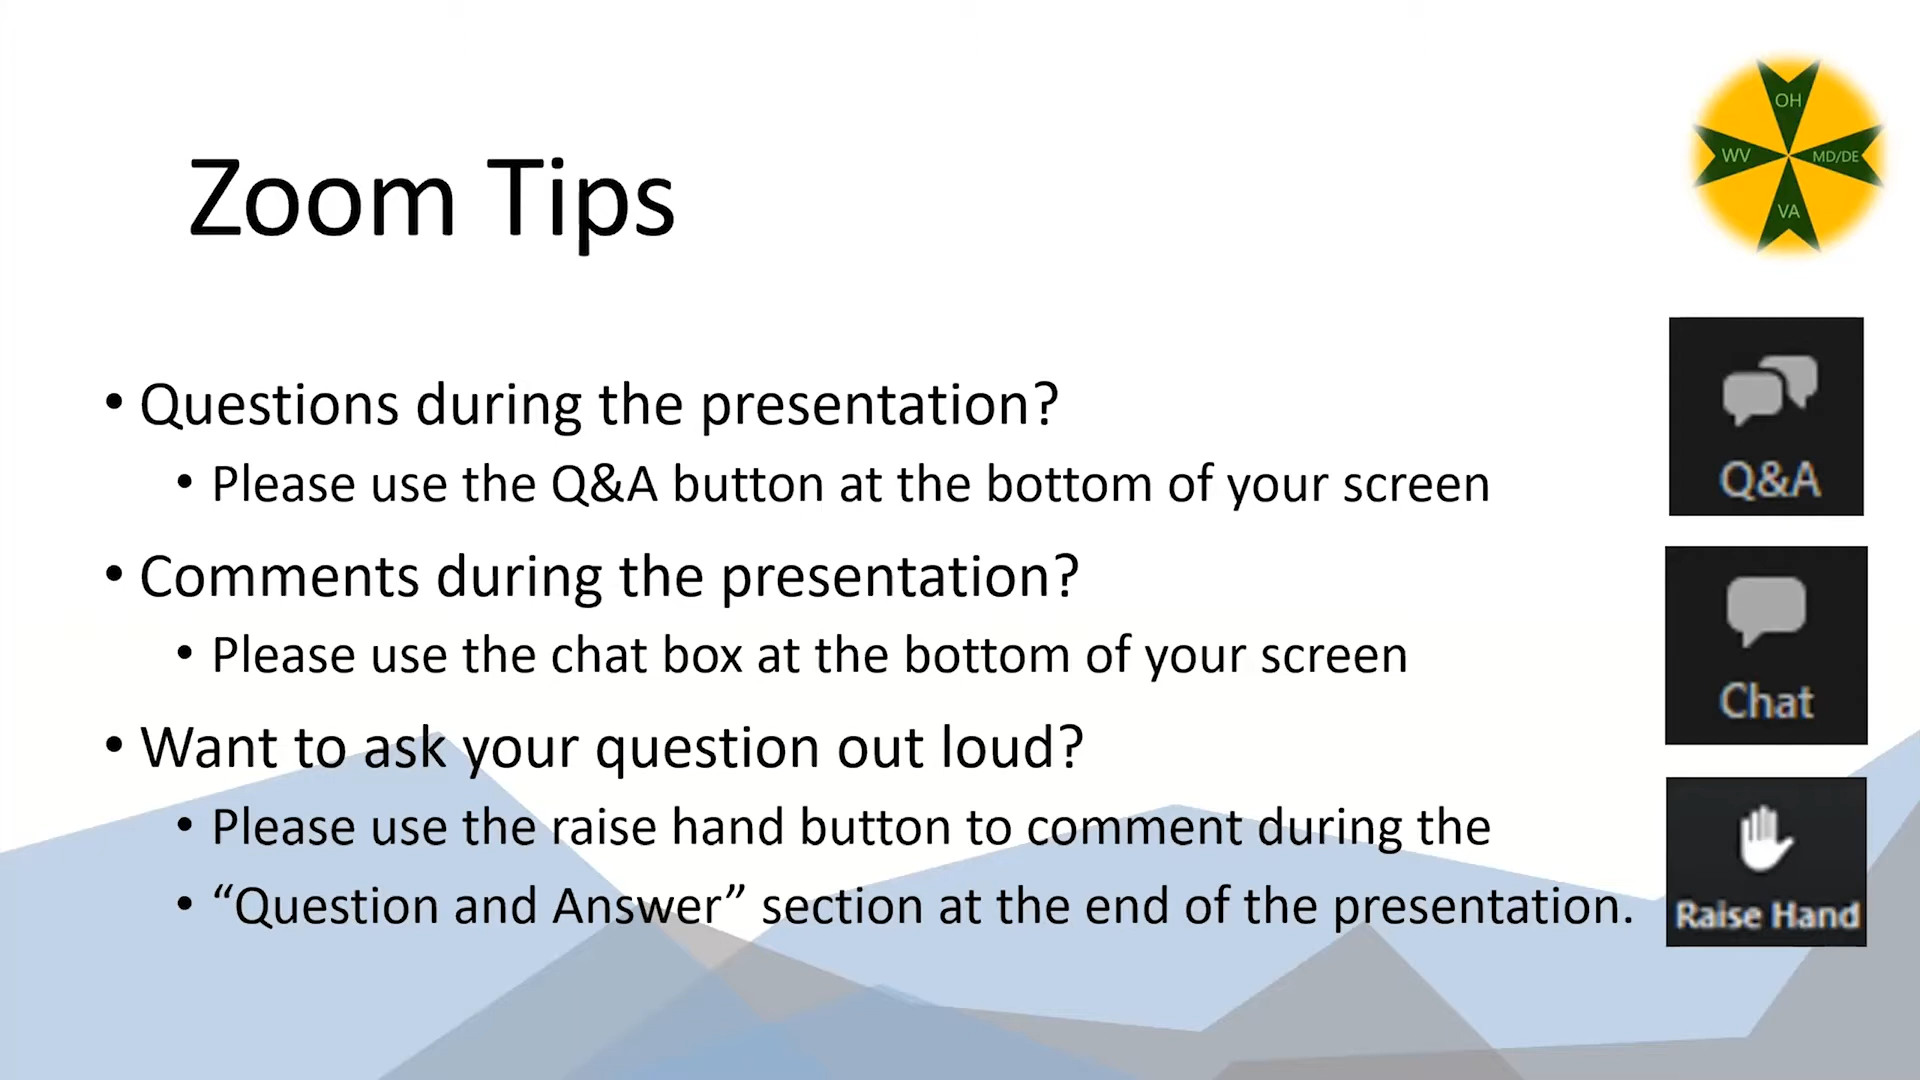 OH
WV
MD/DE
VA
Zoom Tips
• Questions during the presentation?
• Please use the Q&A button at the bottom of your screen
Q&A
• Comments during the presentation?
• Please use the chat box at the bottom of your screen
Chat
• Want to ask your question out loud?
• Please use the raise hand button to comment during the
• “Question and Answer” section at the end of the presentation.
Raise Hand